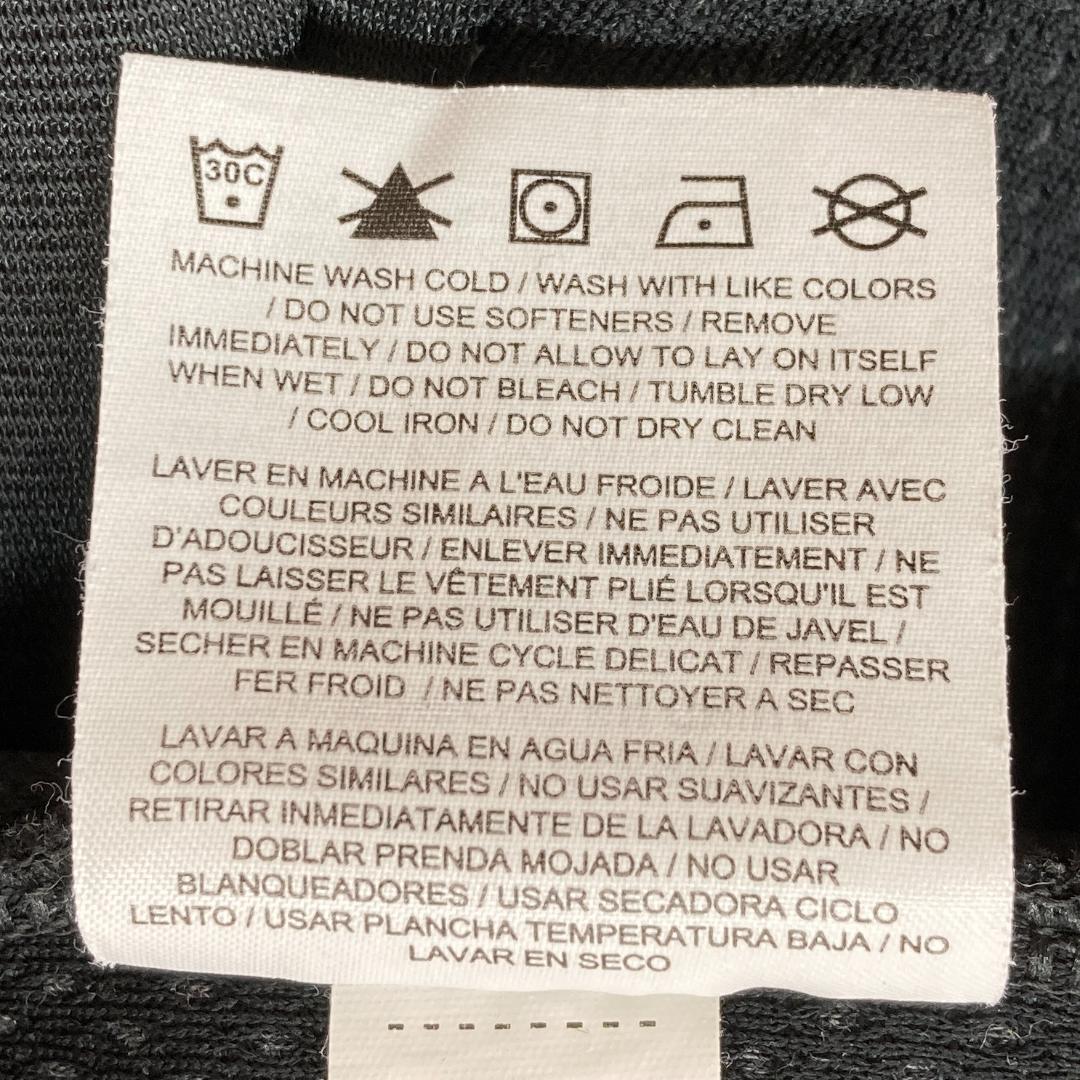 30C
MACHINE WASH COLD / WASH WITH LIKE COLORS
/ DO NOT USE SOFTENERS / REMOVE
IMMEDIATELY / DO NOT ALLOW TO LAY ON ITSELF
WHEN WET / DO NOT BLEACH / TUMBLE DRY LOW
/ COOL IRON / DO NOT DRY CLEAN
LAVER EN MACHINE A L'EAU FROIDE / LAVER AVEC
COULEURS SIMILAIRES / NE PAS UTILISER
D'ADOUCISSEUR / ENLEVER IMMEDIATEMENT / NE
PAS LAISSER LE VÊTEMENT PLIÉ LORSQU'IL EST
MOUILLÉ / NE PAS UTILISER D'EAU DE JAVEL /
SECHER EN MACHINE CYCLE DELICAT / REPASSER
FER FROID / NE PAS NETTOYER A SEC
LAVAR A MAQUINA EN AGUA FRIA / LAVAR CON
COLORES SIMILARES / NO USAR SUAVIZANTES /
RETIRAR INMEDIATAMENTE DE LA LAVADORA / NO
DOBLAR PRENDA MOJADA / NO USAR
BLANQUEADORES / USAR SECADORA CICLO
LENTO / USAR PLANCHA TEMPERATURA BAJA / NO
LAVAR EN SECO